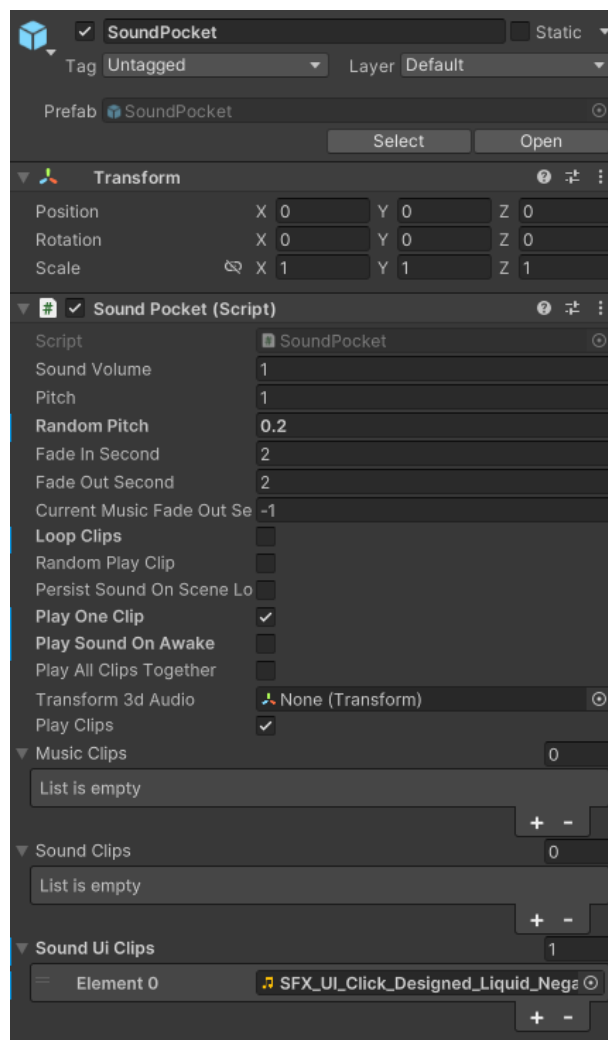 SoundPocket Static
Tag Untagged Layer Default
Prefab SoundPocket
Select Open
Transform
Position X 0 Y 0 Z 0
Rotation X 0 Y 0 Z 0
Scale X 1 Y 1 Z 1
# Sound Pocket (Script)
Script # SoundPocket
Sound Volume 1
Pitch 1
Random Pitch 0.2
Fade In Second 2
Fade Out Second 2
Current Music Fade Out Se -1
Loop Clips
Random Play Clip
Persist Sound On Scene Lo
Play One Clip
Play Sound On Awake
Play All Clips Together
Transform 3d Audio None (Transform)
Play Clips
Music Clips 0
List is empty
+ -
Sound Clips 0
List is empty
+ -
Sound Ui Clips 1
Element 0 SFX_UI_Click_Designed_Liquid_Nega
+ -